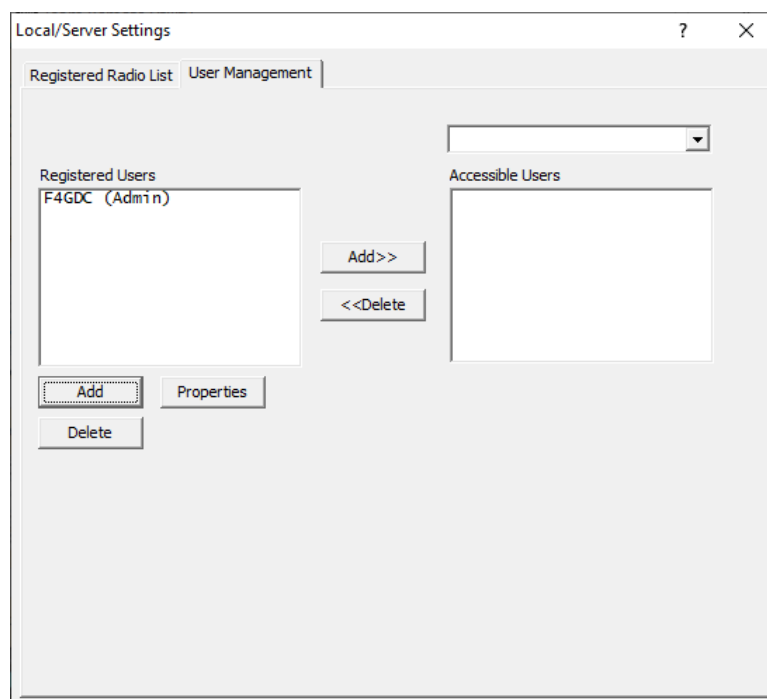 Local/Server Settings ?
Registered Radio List User Management
Registered Users Accessible Users
F4GDC (Admin)
Add>>
<<Delete
Add Properties
Delete